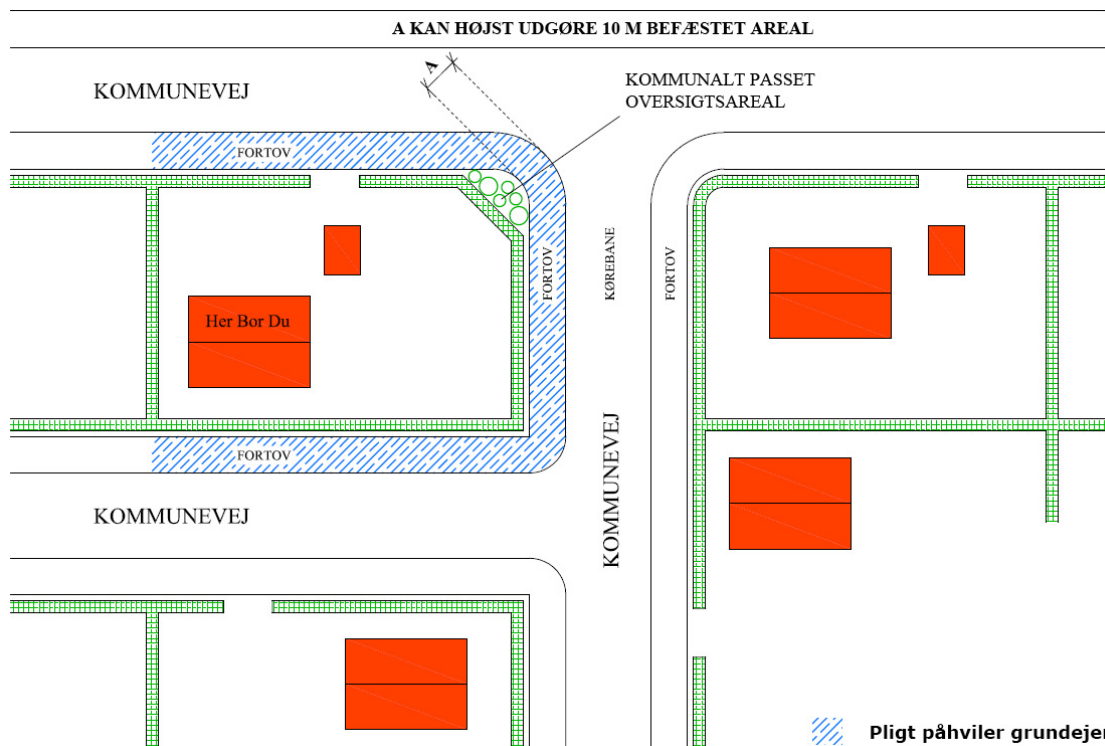 A KAN HØJST UDGØRE 10 M BEFÆSTET AREAL
A
KOMMUNEVEJ
KOMMUNALT PASSET
OVERSIGTSAREAL
FORTOV
FORTOV
KØREBANE
FORTOV
Her Bor Du
KOMMUNEVEJ
FORTOV
KOMMUNEVEJ
Pligt påhviler grundejer